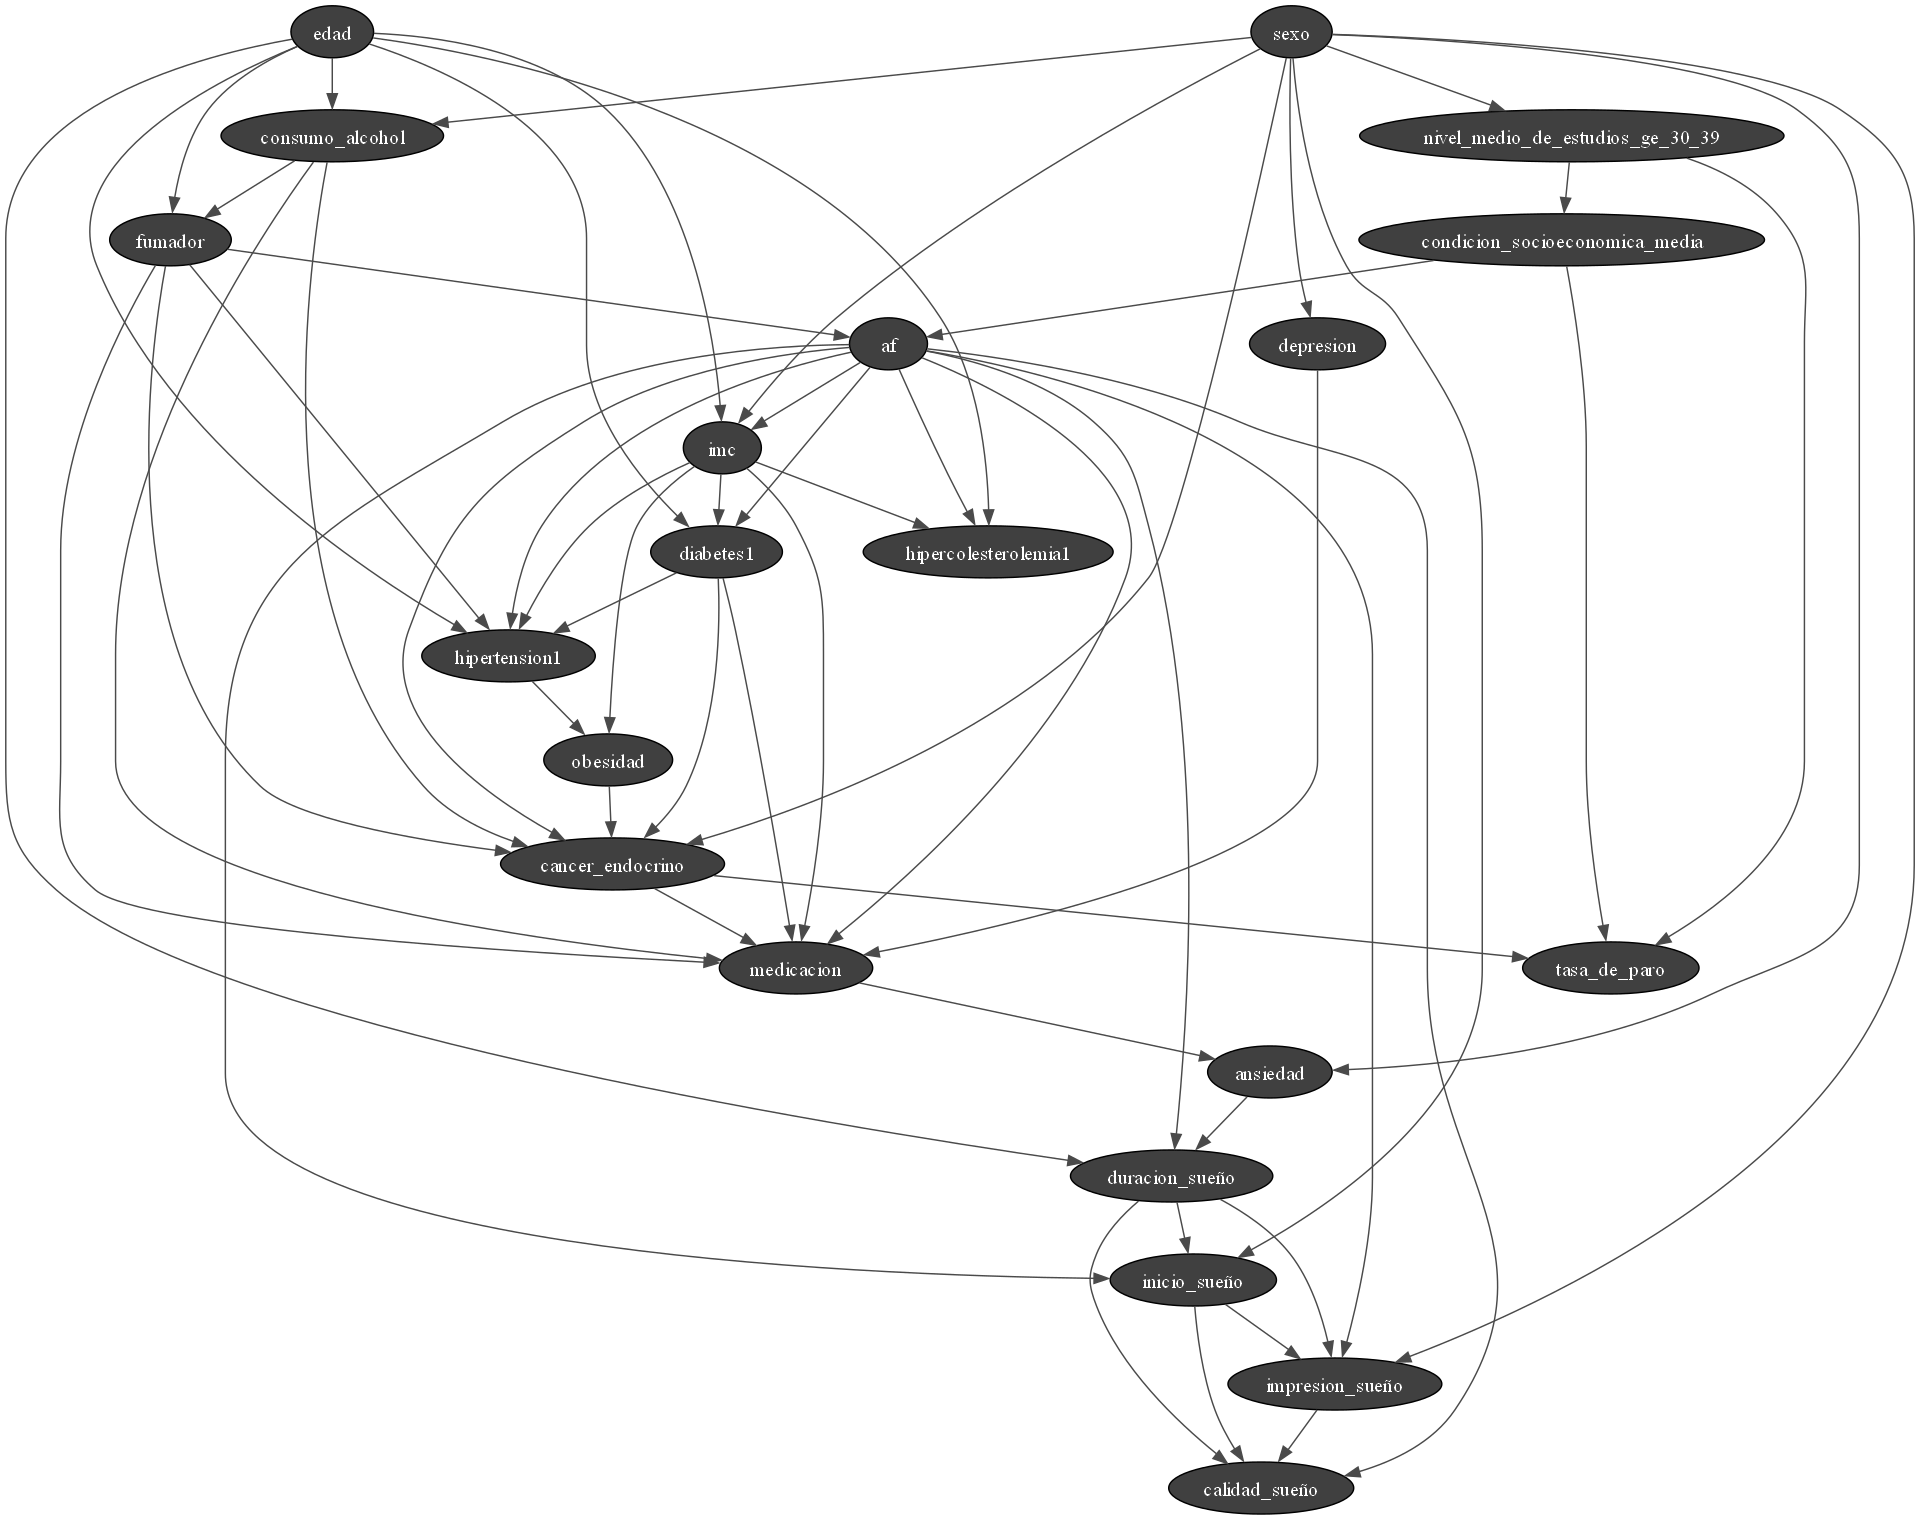 edad
sexo
consumo_alcohol
nivel_medio_de_estudios_ge_30_39
fumador
condicion_socioeconomica_media
af
depresion
imc
diabetes1
hipercolesterolemia1
hipertension1
obesidad
cancer_endocrino
medicacion
tasa_de_paro
ansiedad
duracion_sueño
inicio_sueño
impresion_sueño
calidad_sueño